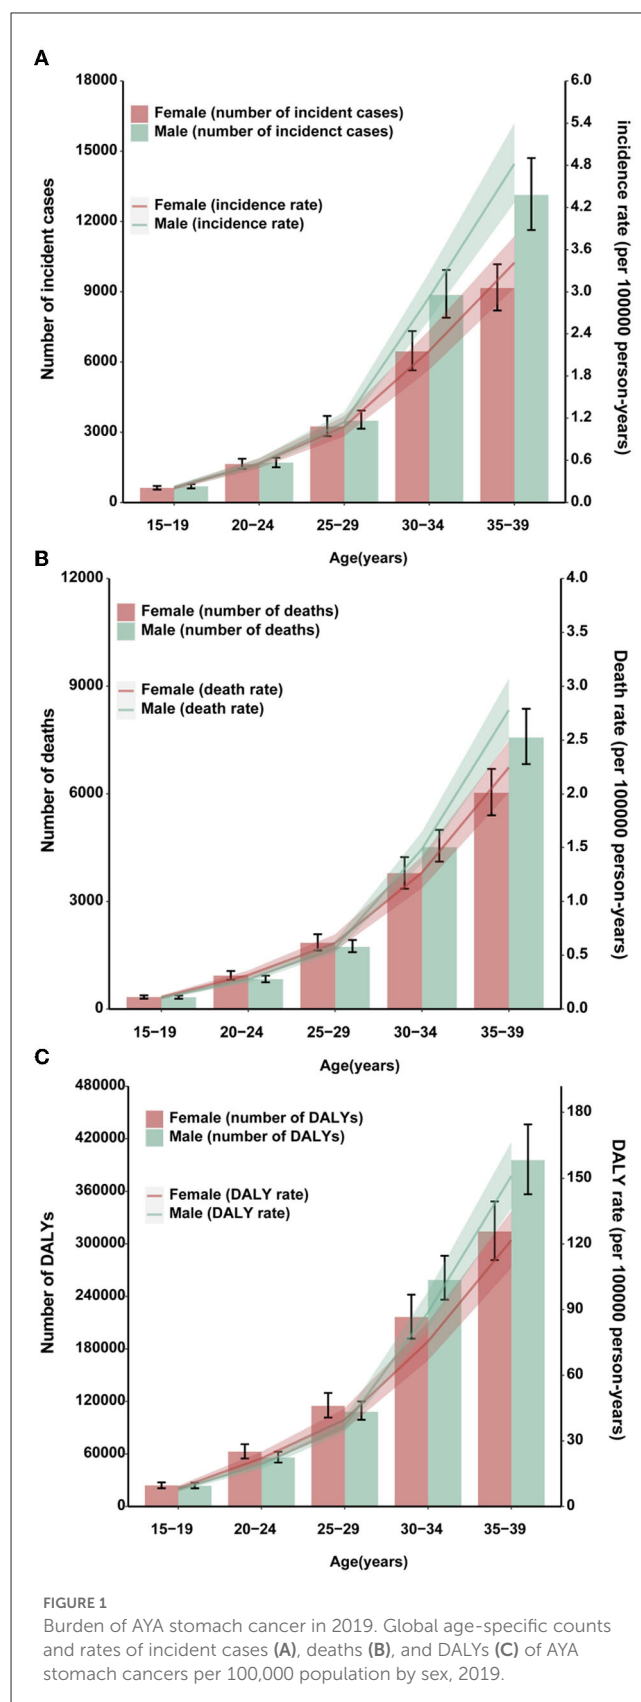 A
18000
15000
12000
9000
6000
3000
0
Number of incident cases
Female (number of incident cases)
Male (number of incidenct cases)
Female (incidence rate)
Male (incidence rate)
6.0
5.4
4.8
4.2
3.6
3.0
2.4
1.8
1.2
0.6
0.0
incidence rate (per 100000 person-years)
15-19 20-24 25-29 30-34 35-39
Age(years)
B
12000
9000
6000
3000
0
Number of deaths
Female (number of deaths)
Male (number of deaths)
Female (death rate)
Male (death rate)
4.0
3.5
3.0
2.5
2.0
1.5
1.0
0.5
0.0
Death rate (per 100000 person-years)
15-19 20-24 25-29 30-34 35-39
Age(years)
C
480000
420000
360000
300000
240000
180000
120000
60000
0
Number of DALYs
Female (number of DALYs)
Male (number of DALYs)
Female (DALY rate)
Male (DALY rate)
180
150
120
90
60
30
0
DALY rate (per 100000 person-years)
15-19 20-24 25-29 30-34 35-39
Age(years)
FIGURE 1
Burden of AYA stomach cancer in 2019. Global age-specific counts
and rates of incident cases (A), deaths (B), and DALYs (C) of AYA
stomach cancers per 100,000 population by sex, 2019.